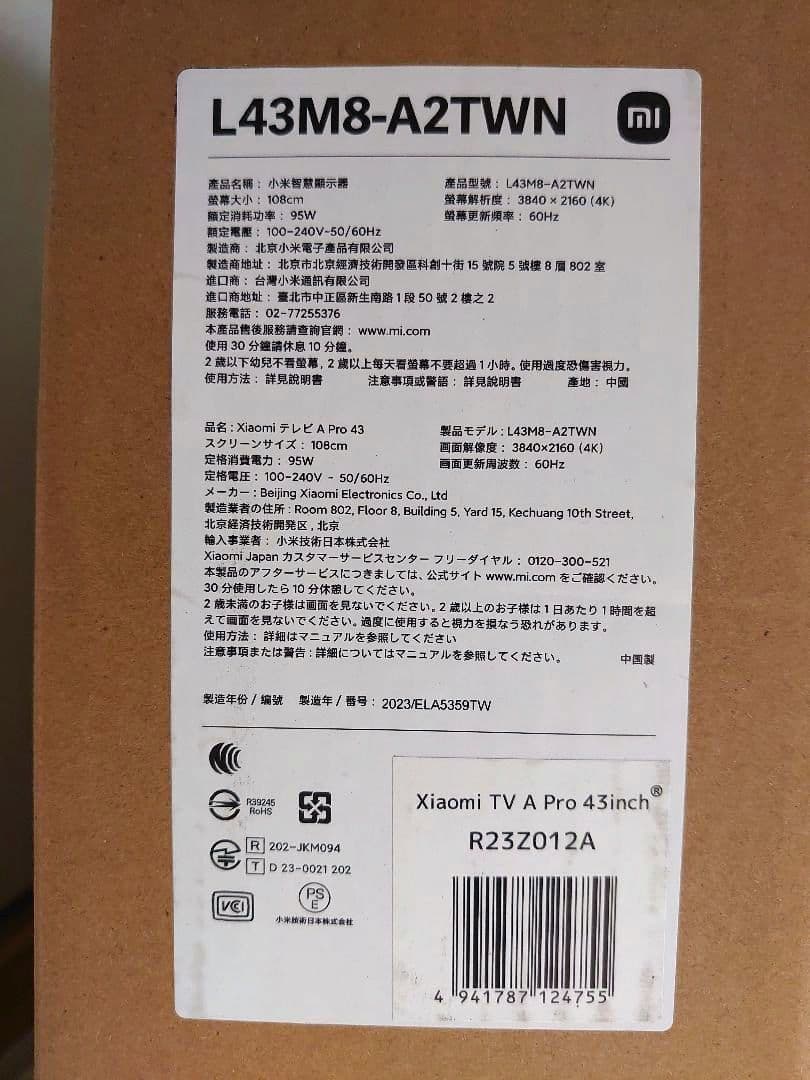 L43M8-A2TWN
mi
產品名稱：小米智慧顯示器 產品型號：L43M8-A2TWN
螢幕大小：108cm 螢幕解析度：3840 × 2160 (4K)
額定消耗功率：95W 螢幕更新頻率：60Hz
額定電壓：100-240V~50/60Hz
製造商：北京小米電子產品有限公司
製造商地址：北京市北京經濟技術開發區科創十街 15 號院 5 號樓 8 層 802 室
進口商：台灣小米通訊有限公司
進口商地址：臺北市中正區新生南路 1 段 50 號 2 樓之 2
服務電話：02-77255376
本產品售後服務請查詢官網：www.mi.com
使用 30 分鐘請休息 10 分鐘。
2 歲以下幼兒不看螢幕，2 歲以上每天看螢幕不要超過 1 小時。使用過度恐傷害視力。
使用方法：詳見說明書 注意事項或警語：詳見說明書 產地：中國
品名：Xiaomi テレビ A Pro 43 製品モデル：L43M8-A2TWN
スクリーンサイズ：108cm 画面解像度：3840×2160 (4K)
定格消費電力：95W 画面更新周波数：60Hz
定格電圧：100-240V ~ 50/60Hz
メーカー：Beijing Xiaomi Electronics Co., Ltd
製造業者の住所：Room 802, Floor 8, Building 5, Yard 15, Kechuang 10th Street,
北京経済技術開発区，北京
輸入事業者：小米技術日本株式会社
Xiaomi Japan カスタマーサービスセンター フリーダイヤル：0120-300-521
本製品のアフターサービスにつきましては、公式サイト www.mi.com をご確認ください。
30 分使用したら 10 分休憩してください。
2 歳未満のお子様は画面を見ないでください。2 歳以上のお子様は 1 日あたり 1 時間を超
えて画面を見ないでください。過度に使用すると視力を損なう恐れがあります。
使用方法：詳細はマニュアルを参照してください
注意事項または警告：詳細についてはマニュアルを参照してください。 中国製
製造年份 / 編號 製造年 / 番号：2023/ELA5359TW
R39245
RoHS
R 202-JKM094
T D 23-0021 202
VCI
PS
E
小米技術日本株式会社
Xiaomi TV A Pro 43inch®
R23Z012A
4 941787 124755